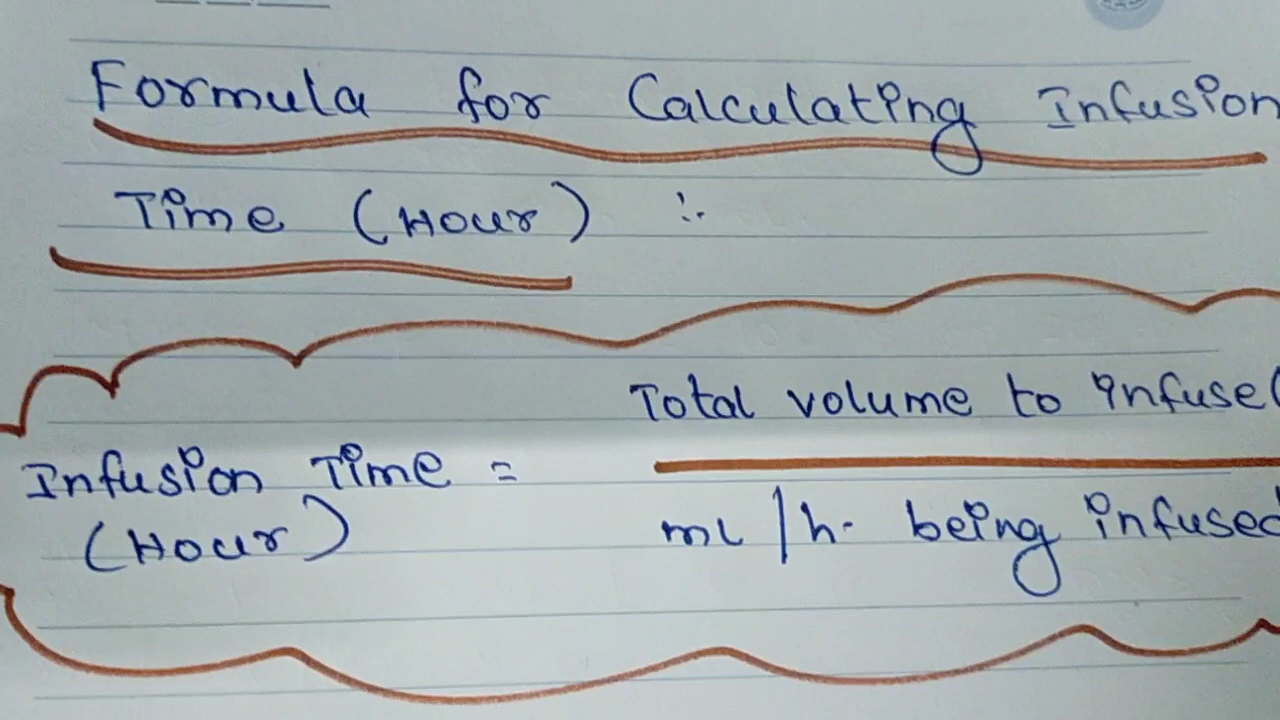 Formula for Calculating Infusion
Time (Hour) :-
Total volume to infuse(
Infusion Time =
(Hour)
ml/h. being infused